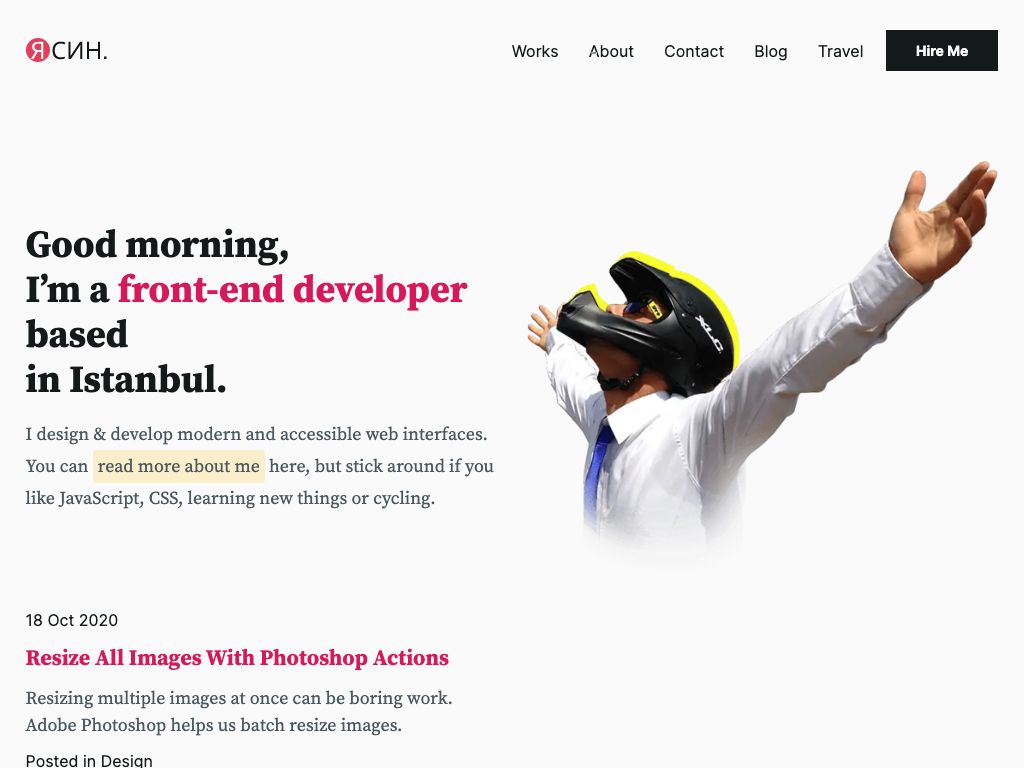 ЯСИН.
Works About Contact Blog Travel Hire Me
Good morning,
I’m a front-end developer
based
in Istanbul.
I design & develop modern and accessible web interfaces.
You can read more about me here, but stick around if you
like JavaScript, CSS, learning new things or cycling.
XLC
18 Oct 2020
Resize All Images With Photoshop Actions
Resizing multiple images at once can be boring work.
Adobe Photoshop helps us batch resize images.
Posted in Design